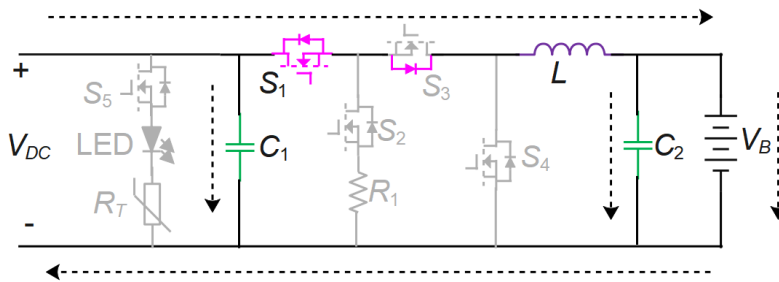 +
S5
C1
S1
S3
L
VDC
LED
S2
S4
C2
VB
RT
R1
-